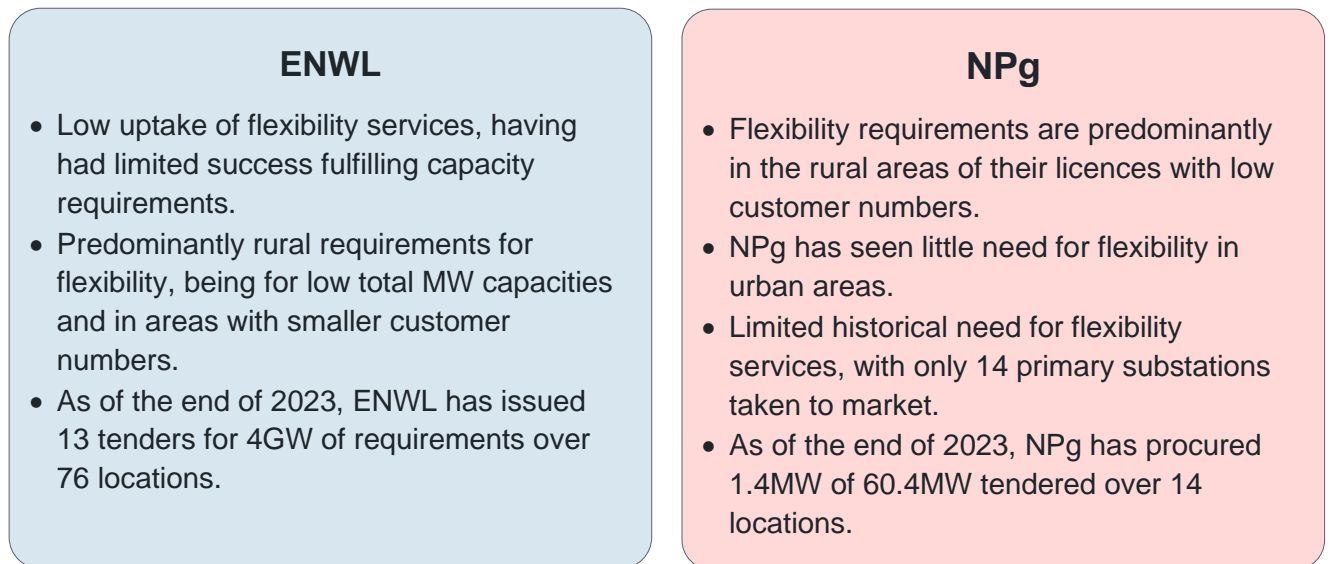 ENWL
• Low uptake of flexibility services, having
had limited success fulfilling capacity
requirements.
• Predominantly rural requirements for
flexibility, being for low total MW capacities
and in areas with smaller customer
numbers.
• As of the end of 2023, ENWL has issued
13 tenders for 4GW of requirements over
76 locations.
NPg
• Flexibility requirements are predominantly
in the rural areas of their licences with low
customer numbers.
• NPg has seen little need for flexibility in
urban areas.
• Limited historical need for flexibility
services, with only 14 primary substations
taken to market.
• As of the end of 2023, NPg has procured
1.4MW of 60.4MW tendered over 14
locations.